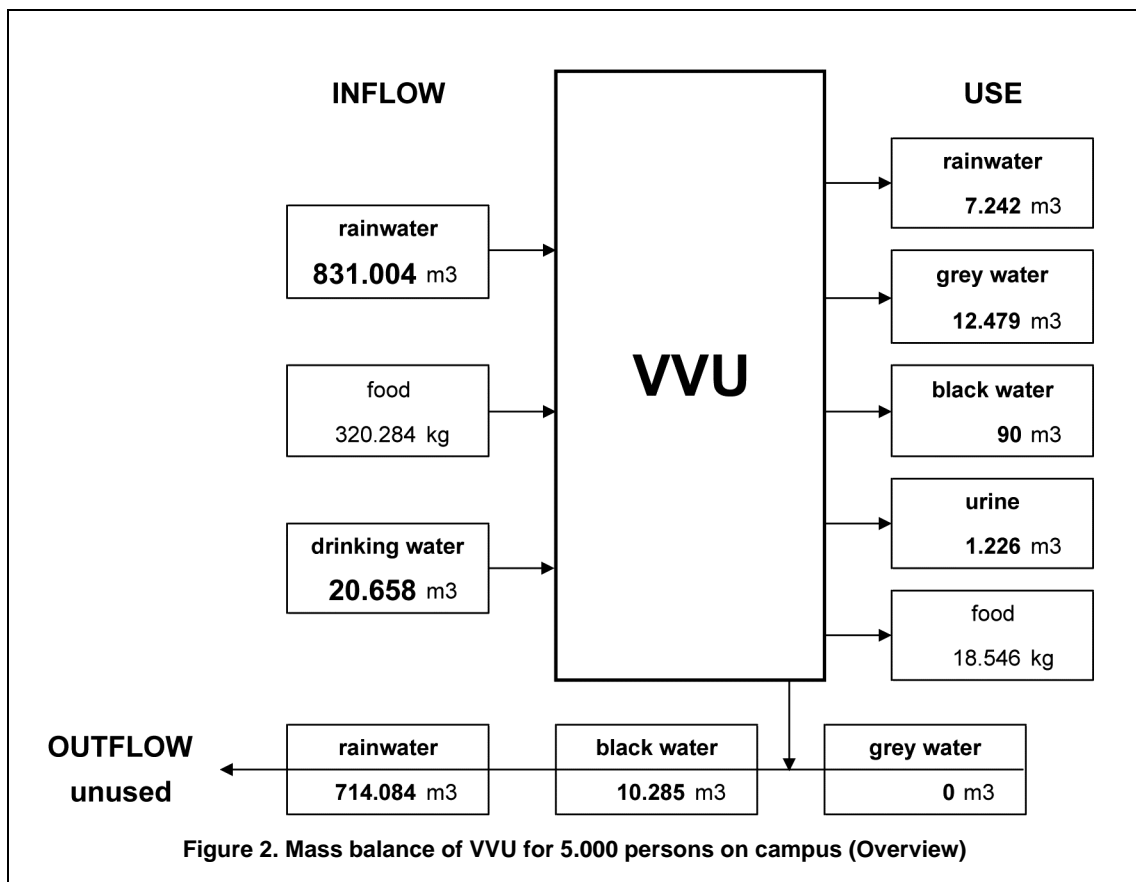 INFLOW
USE
rainwater
831.004 m3
food
320.284 kg
drinking water
20.658 m3
VVU
rainwater
7.242 m3
grey water
12.479 m3
black water
90 m3
urine
1.226 m3
food
18.546 kg
OUTFLOW
unused
rainwater
714.084 m3
black water
10.285 m3
grey water
0 m3
Figure 2. Mass balance of VVU for 5.000 persons on campus (Overview)